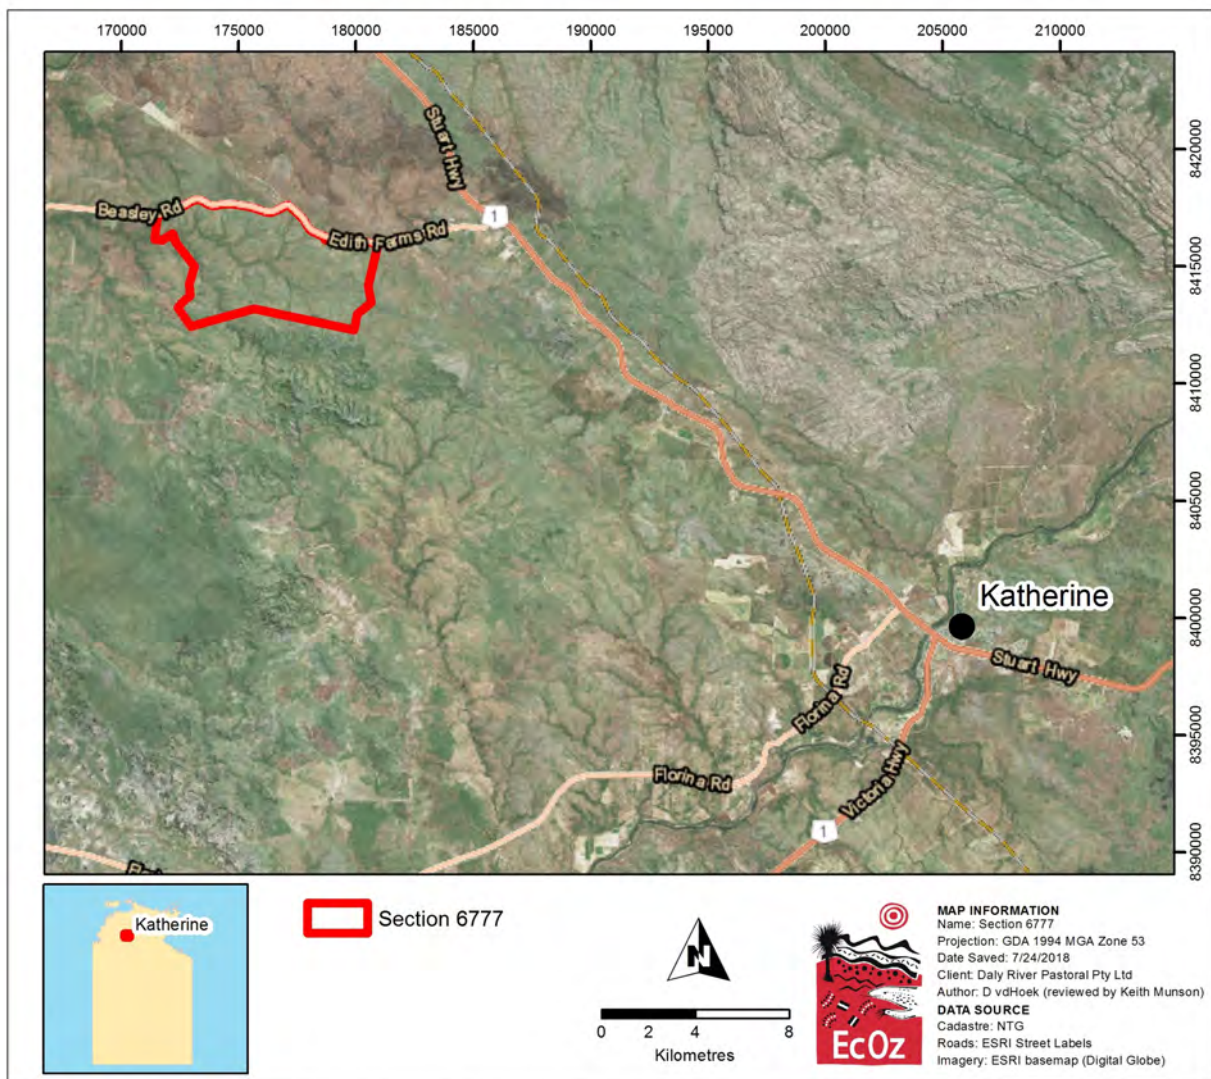 170000 175000 180000 185000 190000 195000 200000 205000 210000
8420000
8415000
8410000
8405000
8400000
8395000
8390000
Stuart Hwy
1
Beasley Rd
Edith Farms Rd
Katherine
Stuart Hwy
Florina Rd
Florina Rd
Victoria Hwy
1
Katherine
Section 6777
N
0 2 4 8
Kilometres
EcOz
MAP INFORMATION
Name: Section 6777
Projection: GDA 1994 MGA Zone 53
Date Saved: 7/24/2018
Client: Daly River Pastoral Pty Ltd
Author: D vdHoek (reviewed by Keith Munson)
DATA SOURCE
Cadastre: NTG
Roads: ESRI Street Labels
Imagery: ESRI basemap (Digital Globe)